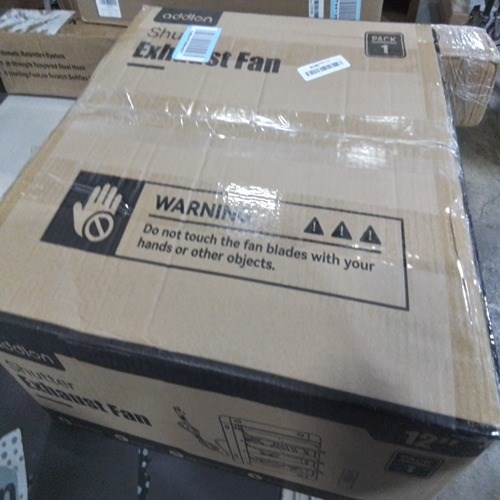 addlon
Shutter
Exhaust Fan
PACK
1
WARNING
Do not touch the fan blades with your
hands or other objects.
addlon
Shutter
Exhaust Fan
12"
1